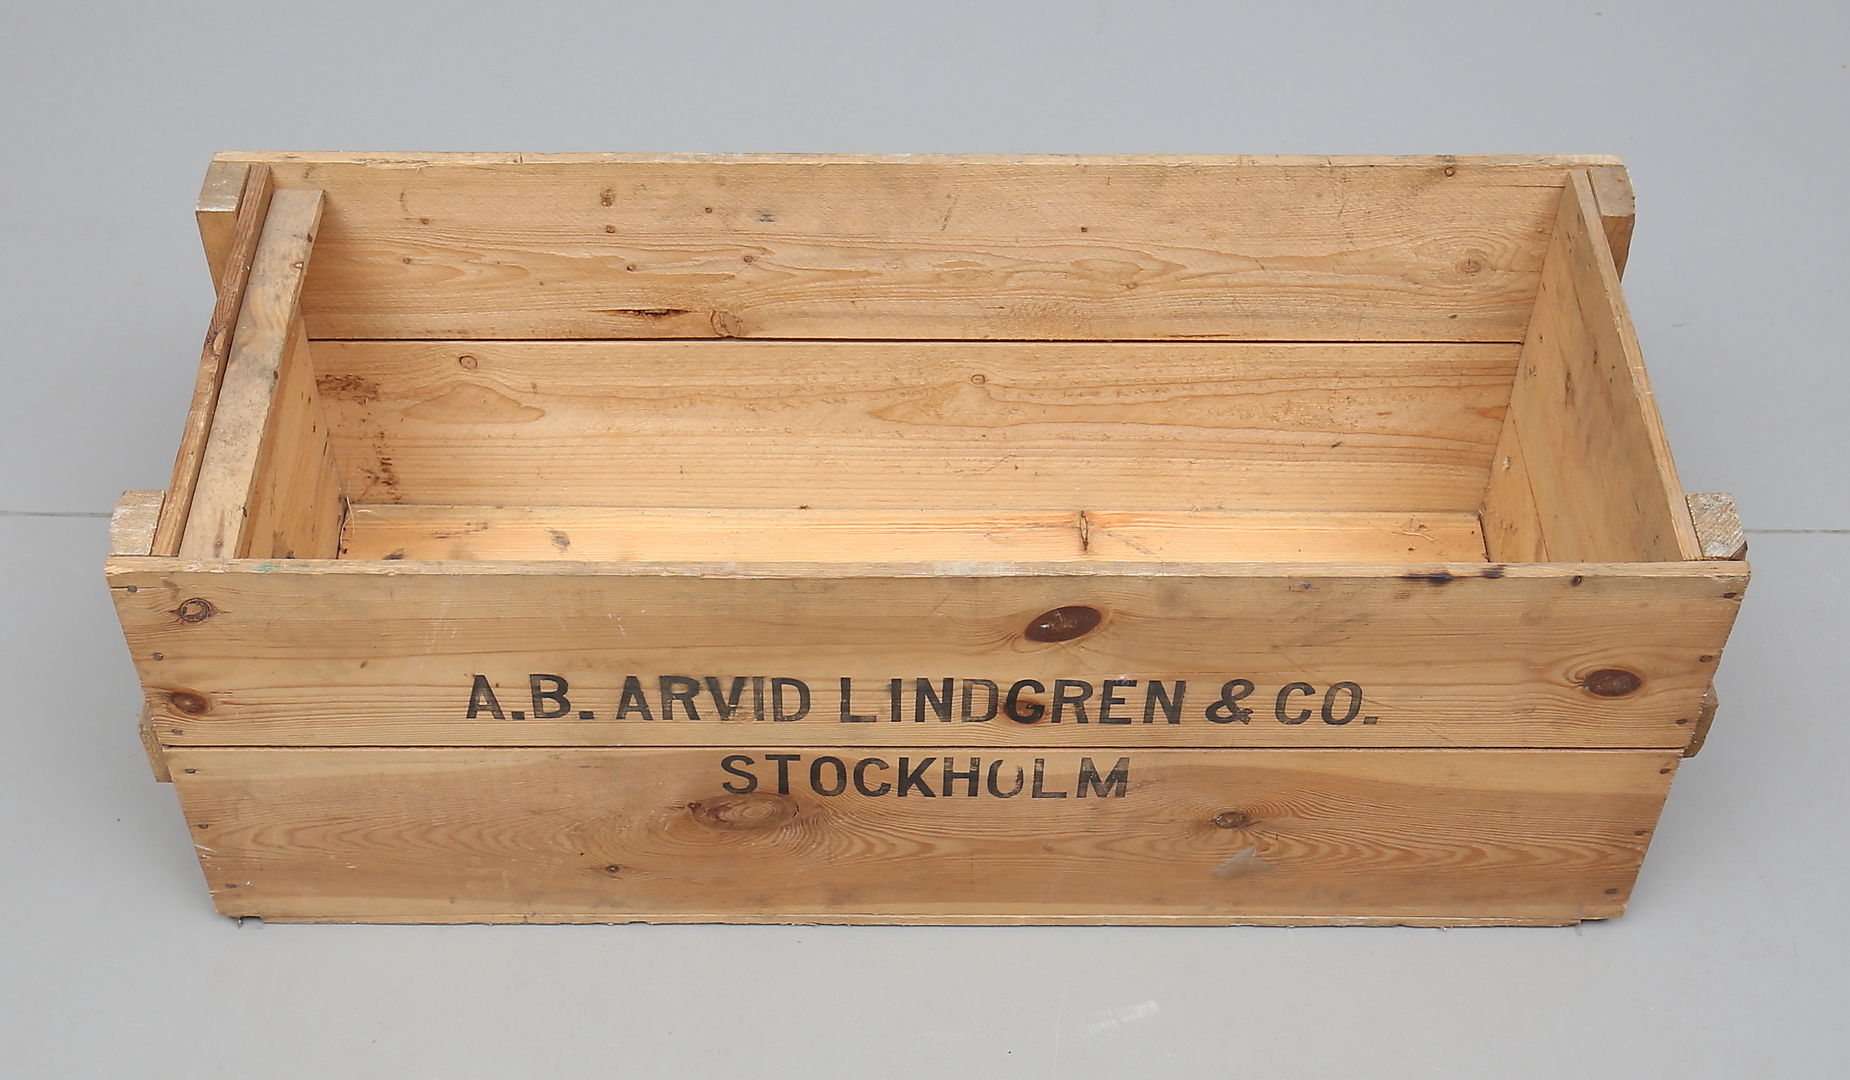 A.B. ARVID LINDGREN & CO.
STOCKHOLM